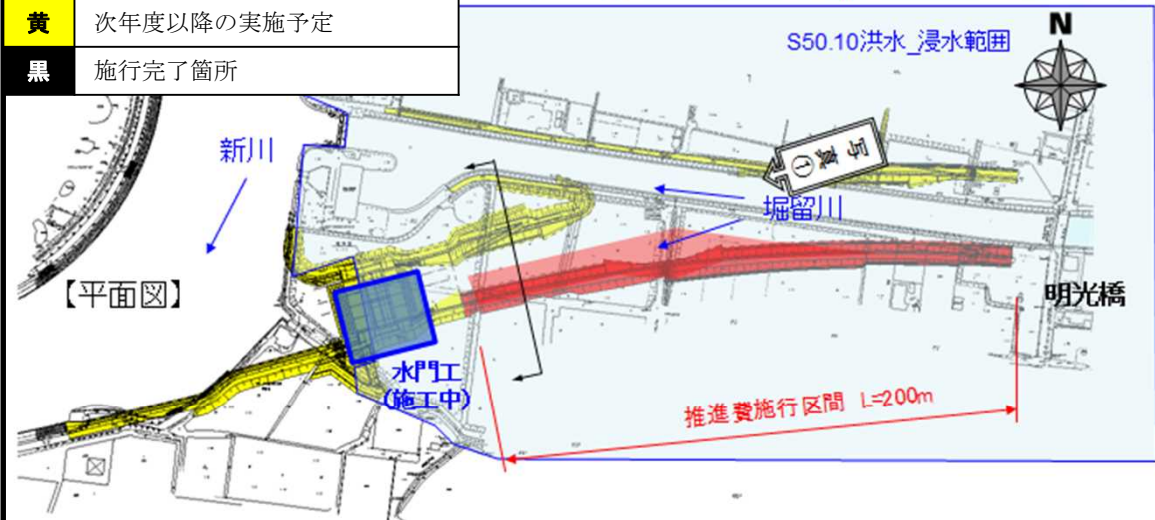 黄 次年度以降の実施予定
黒 施行完了箇所
S50.10洪水_浸水範囲
N
新川
写真①
堀留川
【平面図】
明光橋
水門工
(施工中)
推進費施行区間 L=200m